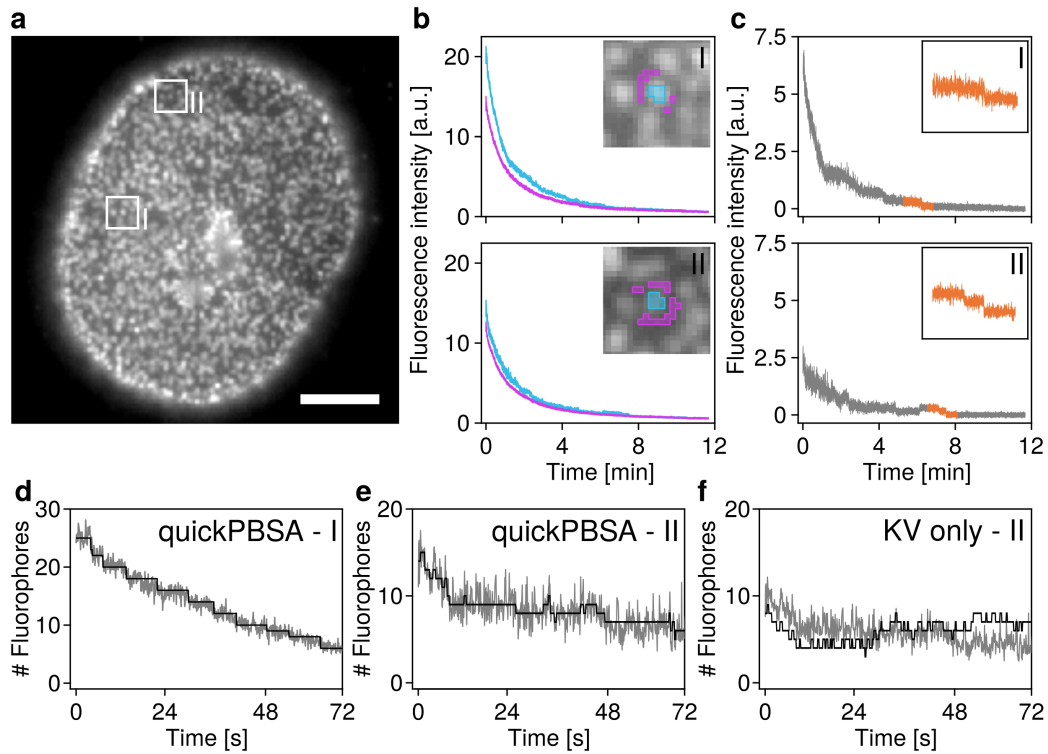 a
II
I
b
Fluorescence intensity [a.u.]
20
10
0
I
20
10
0
II
0 4 8 12
Time [min]
c
Fluorescence intensity [a.u.]
7.5
5
2.5
0
I
7.5
5
2.5
0
II
0 4 8 12
Time [min]
d
# Fluorophores
30
20
10
0
quickPBSA - I
0 24 48 72
Time [s]
e
# Fluorophores
20
10
0
quickPBSA - II
0 24 48 72
Time [s]
f
# Fluorophores
20
10
0
KV only - II
0 24 48 72
Time [s]